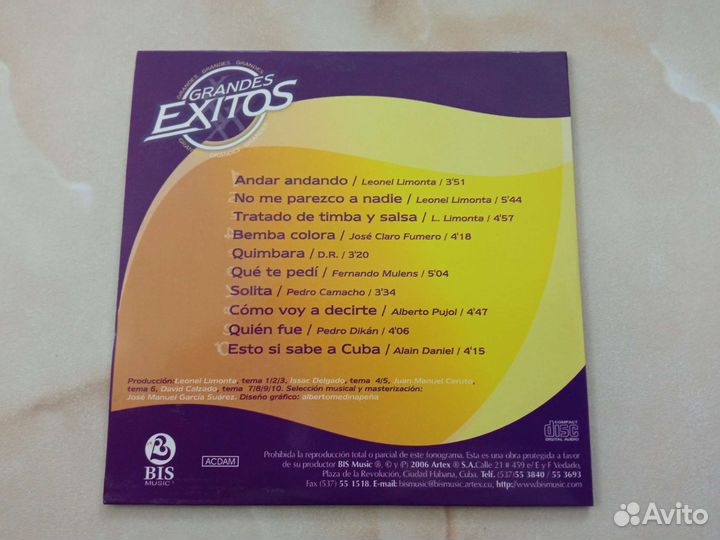 GRANDES GRANDES GRANDES
GRANDES
EXITOS
Andar andando / Leonel Limonta / 3'51
No me parezco a nadie / Leonel Limonta / 5'44
Tratado de timba y salsa / L. Limonta / 4'57
Bemba colora / José Claro Fumero / 4'18
Quimbara / D.R. / 3'20
Qué te pedí / Fernando Mulens / 5'04
Solita / Pedro Camacho / 3'34
Cómo voy a decirte / Alberto Pujol / 4'47
Quién fue / Pedro Dikán / 4'06
Esto si sabe a Cuba / Alain Daniel / 4'15
Producción:Leonel Limonta, tema 1/2/3, Issac Delgado, tema 4/5, Juan Manuel Ceruto,
tema 6, David Calzado, tema 7/8/9/10. Selección musical y masterización:
José Manuel García Suárez. Diseño gráfico: albertomedinapeña
COMPACT
disc
DIGITAL AUDIO
B
BIS
MUSIC
ACDAM
Prohibida la reproducción total o parcial de este fonograma. Esta es una obra protegida a favor
de su productor BIS Music ®, © y (P) 2006 Artex ® S.A.Calle 21 # 459 e/ E y F Vedado,
Plaza de la Revolución, Ciudad Habana, Cuba. Telf. (537)55 3840 / 55 3693
Fax (537) 55 1518. E-mail: bismusic@bismusic.artex.cu, http://www.bismusic.com
Avito